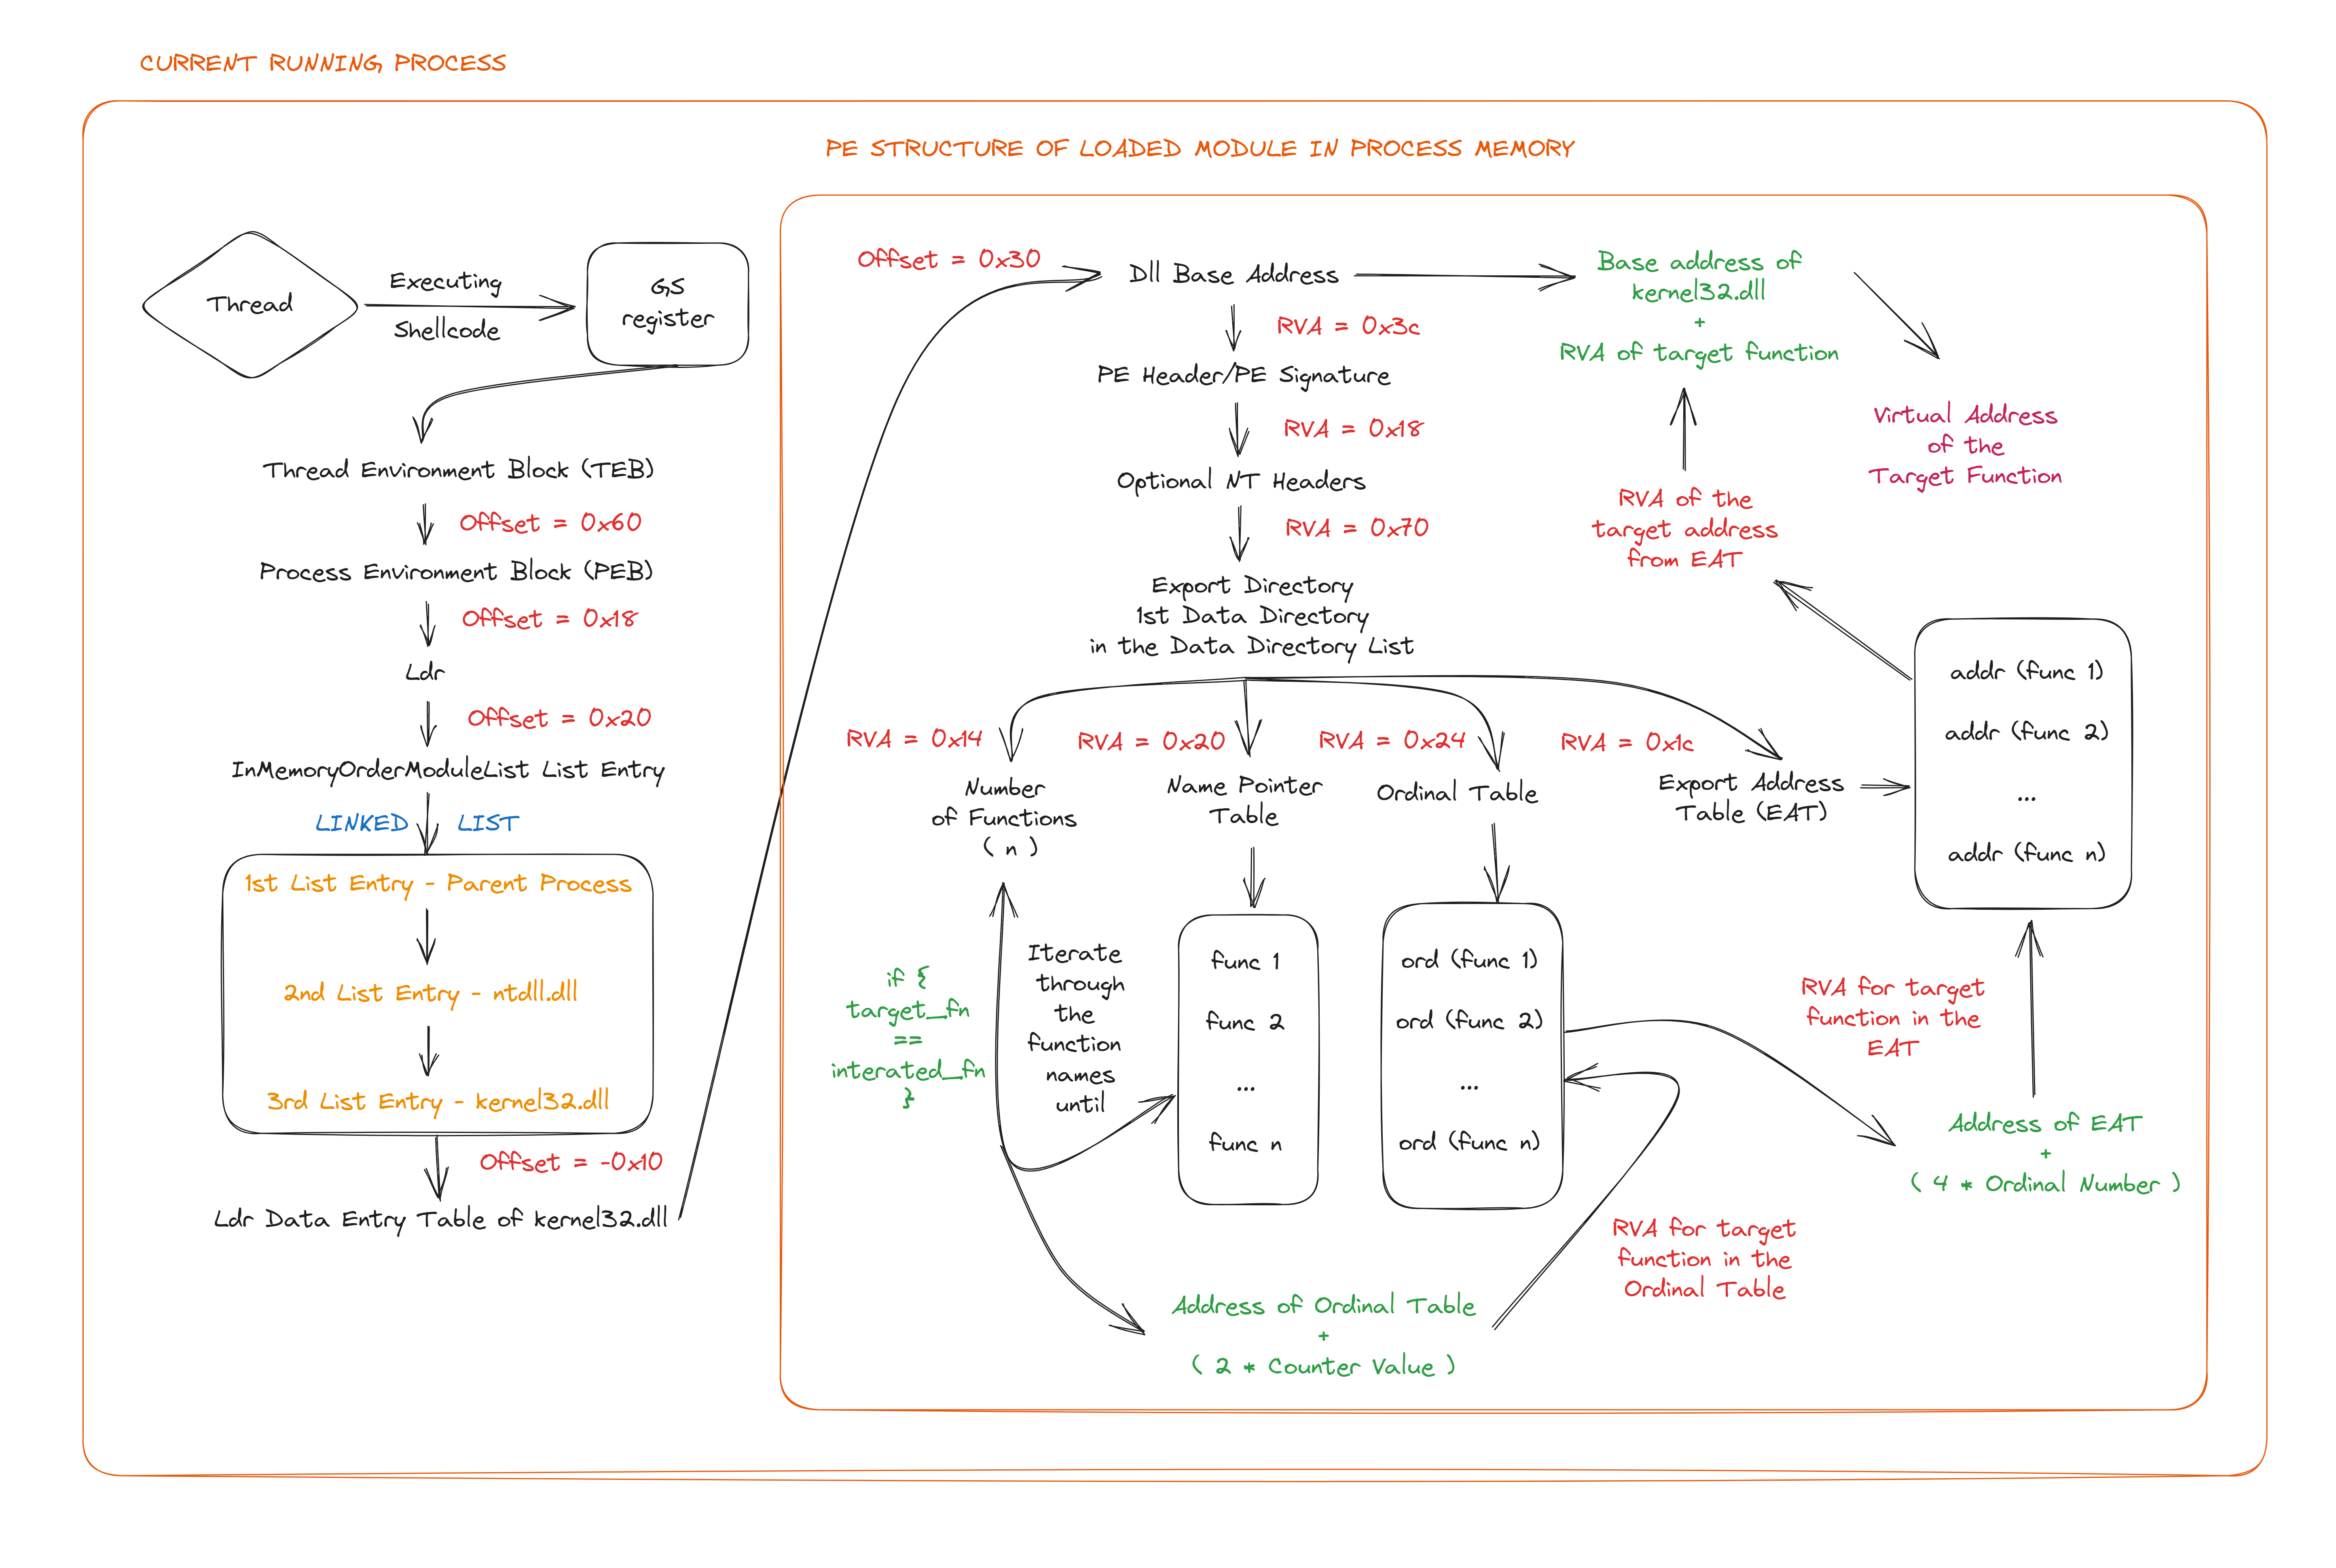 CURRENT RUNNING PROCESS
PE STRUCTURE OF LOADED MODULE IN PROCESS MEMORY
Thread
Executing
Shellcode
GS
register
Thread Environment Block (TEB)
Offset = 0x60
Process Environment Block (PEB)
Offset = 0x18
Ldr
Offset = 0x20
InMemoryOrderModuleList List Entry
LINKED LIST
1st List Entry - Parent Process
2nd List Entry - ntdll.dll
3rd List Entry - kernel32.dll
Offset = -0x10
Ldr Data Entry Table of kernel32.dll
Offset = 0x30
Dll Base Address
RVA = 0x3c
PE Header/PE Signature
RVA = 0x18
Optional NT Headers
RVA = 0x70
Export Directory
1st Data Directory
in the Data Directory List
RVA = 0x14
Number
of Functions
( n )
RVA = 0x20
Name Pointer
Table
RVA = 0x24
Ordinal Table
RVA = 0x1c
Export Address
Table (EAT)
if {
target_fn
==
interated_fn
}
Iterate
through
the
function
names
until
func 1
func 2
...
func n
ord (func 1)
ord (func 2)
...
ord (func n)
Address of Ordinal Table
+
( 2 * Counter Value )
RVA for target
function in the
Ordinal Table
Address of EAT
+
( 4 * Ordinal Number )
RVA for target
function in the
EAT
addr (func 1)
addr (func 2)
...
addr (func n)
RVA of the
target address
from EAT
Base address of
kernel32.dll
+
RVA of target function
Virtual Address
of the
Target Function